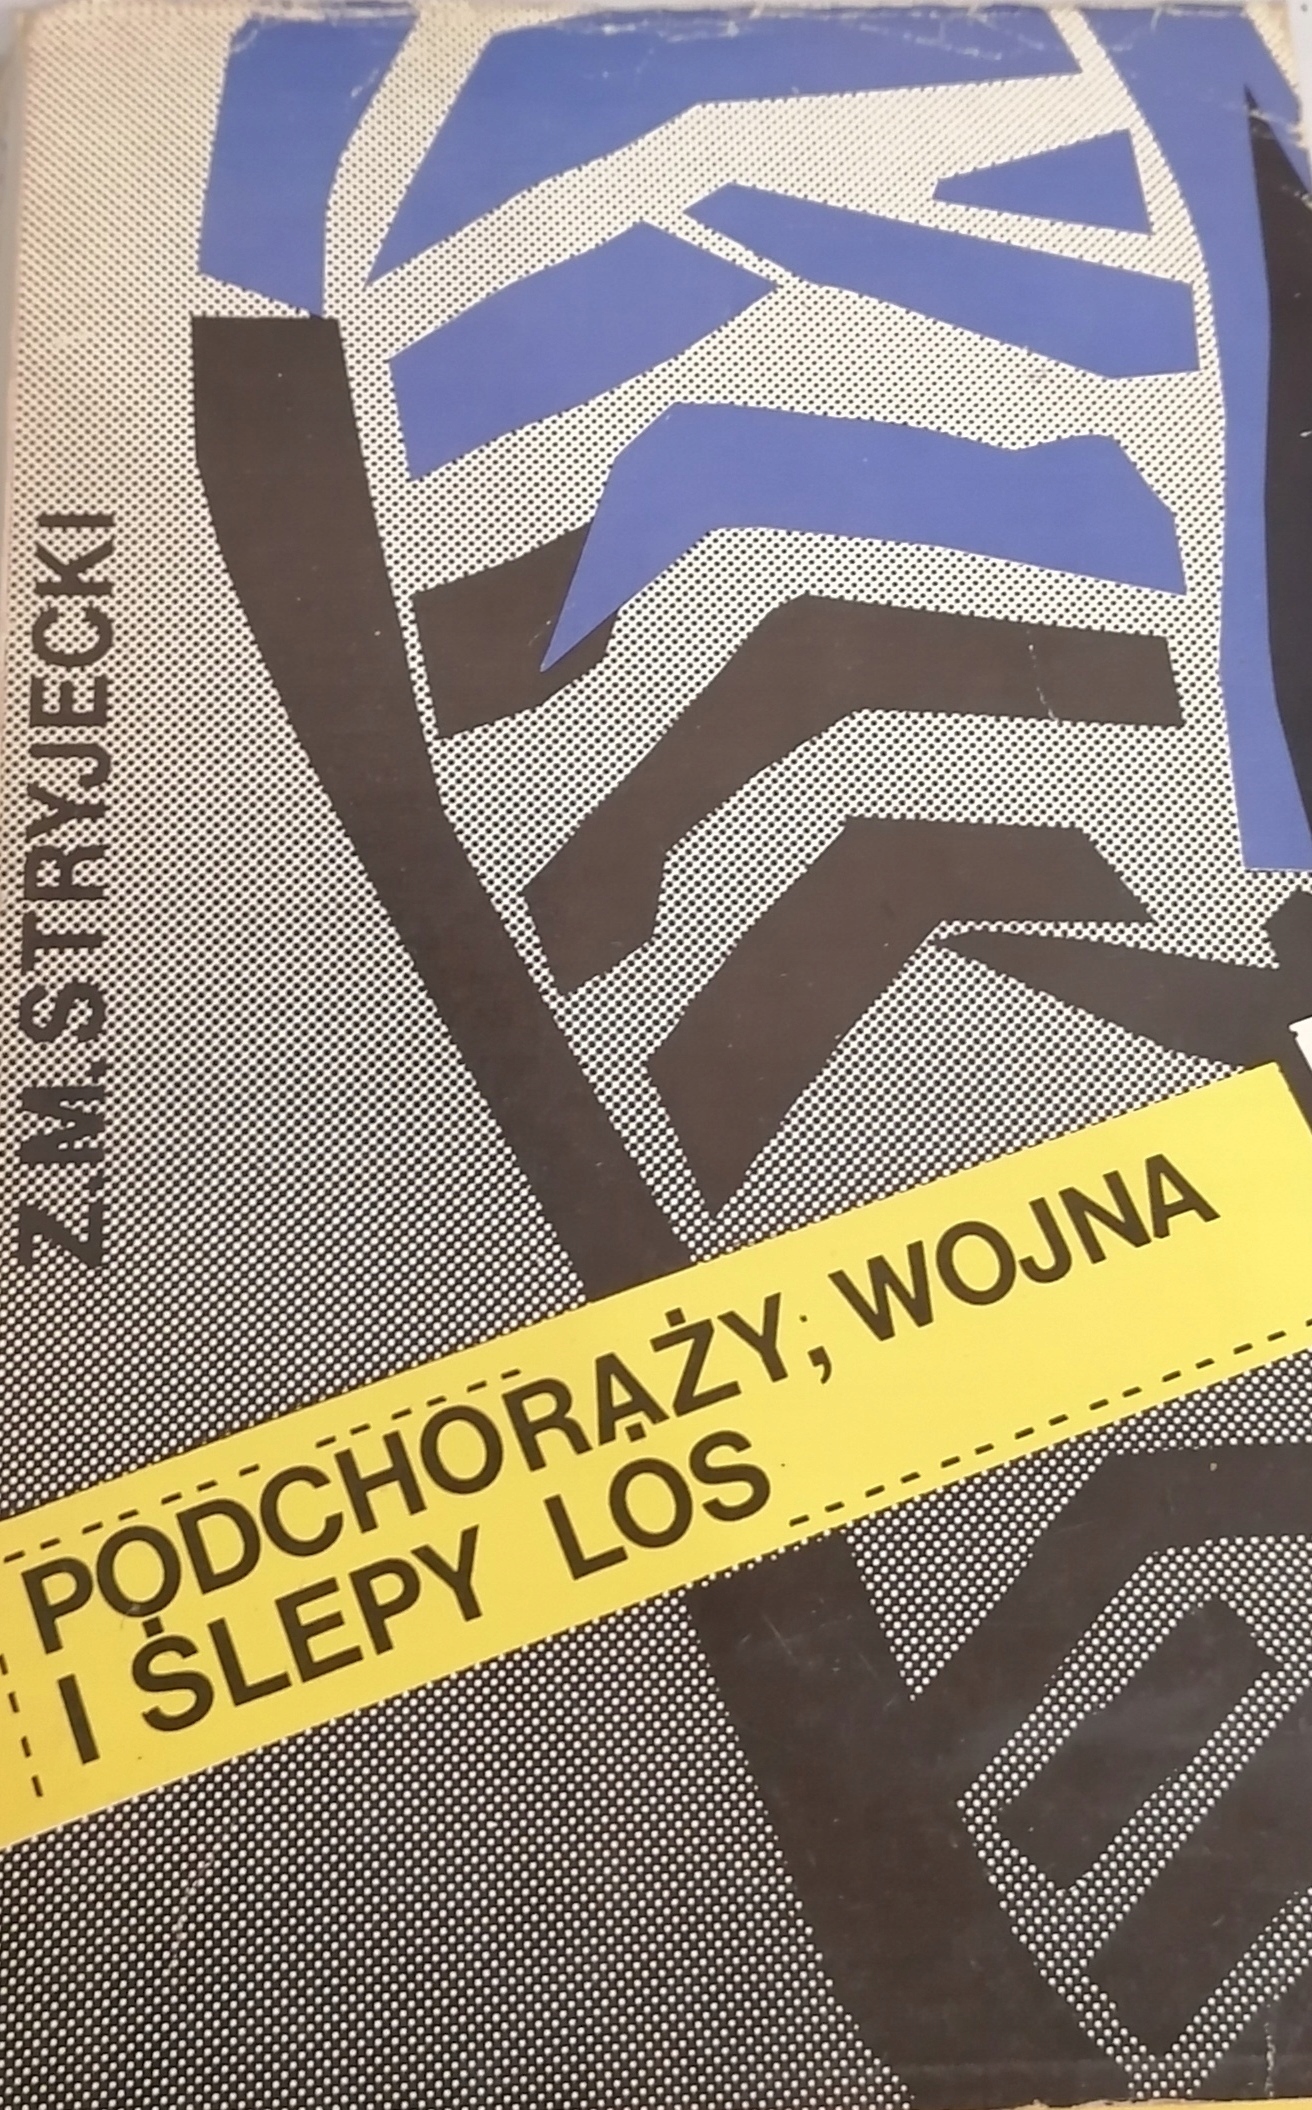 Z.M.STRYJECKI
PODCHORĄŻY, WOJNA
I ŚLEPY LOS